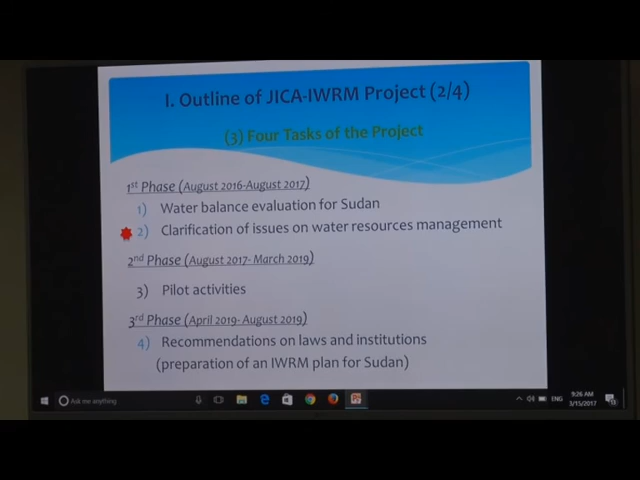 I. Outline of JICA-IWRM Project (2/4)
(3) Four Tasks of the Project
1st Phase (August 2016-August 2017)
1) Water balance evaluation for Sudan
2) Clarification of issues on water resources management
2nd Phase (August 2017- March 2019)
3) Pilot activities
3rd Phase (April 2019- August 2019)
4) Recommendations on laws and institutions
(preparation of an IWRM plan for Sudan)
Ask me anything
ENG
9:26 AM
3/15/2017